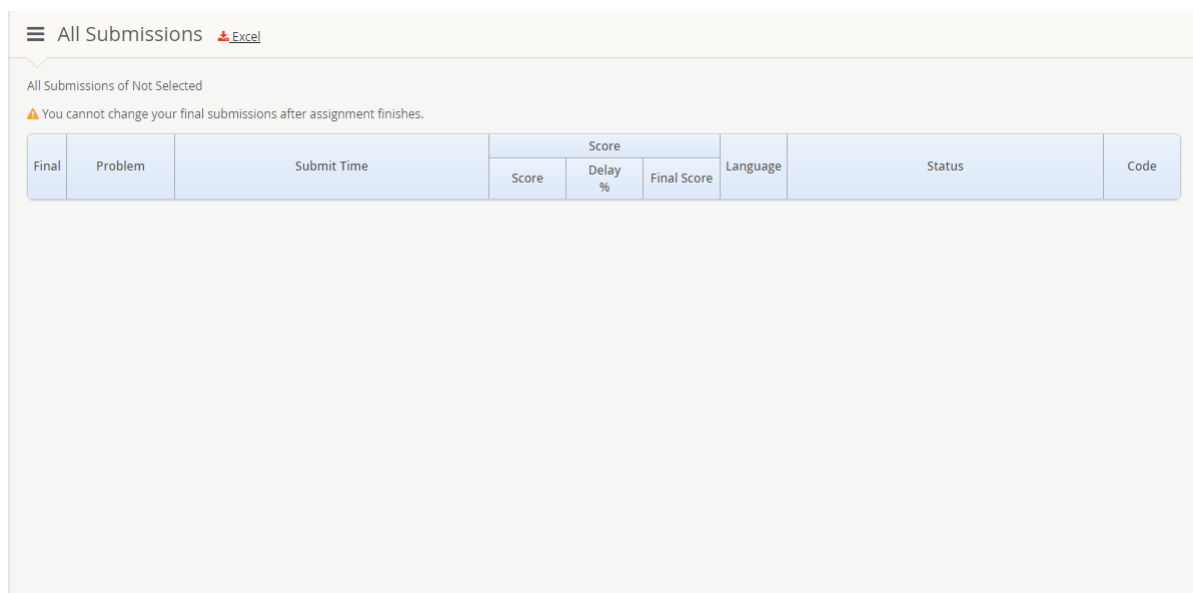 All Submissions Excel
All Submissions of Not Selected
You cannot change your final submissions after assignment finishes.
Final Problem Submit Time Score Language Status Code
Score Delay % Final Score